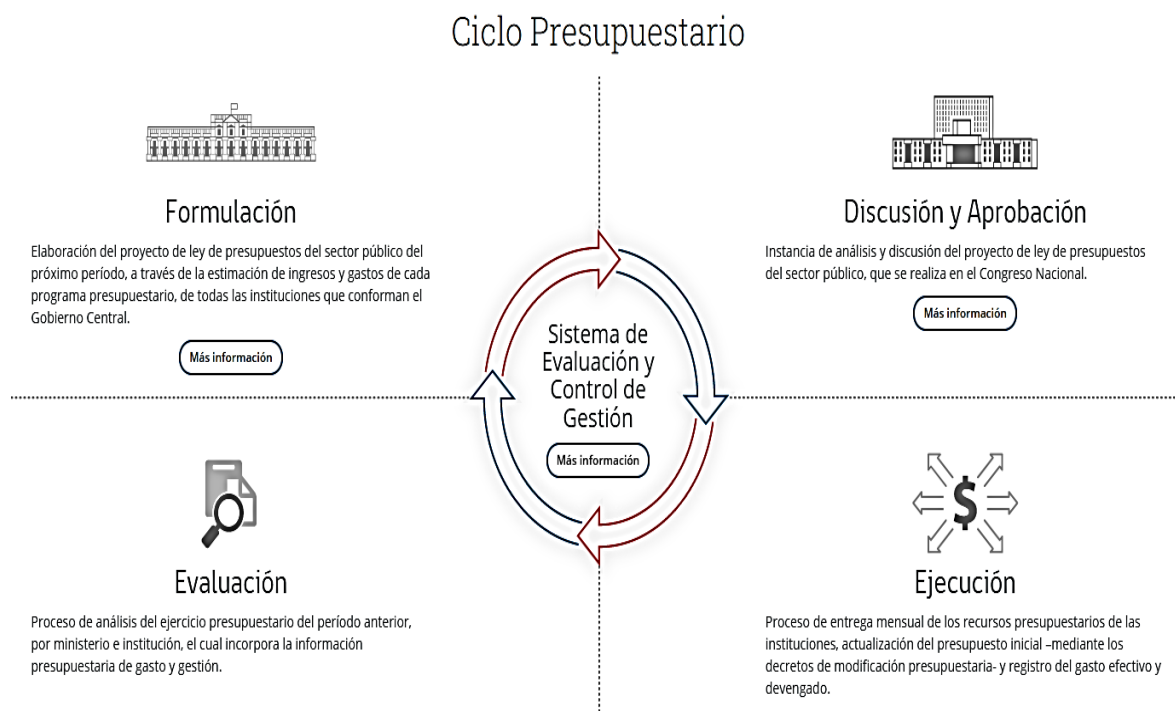 Ciclo Presupuestario
Formulación
Elaboración del proyecto de ley de presupuestos del sector público del
próximo período, a través de la estimación de ingresos y gastos de cada
programa presupuestario, de todas las instituciones que conforman el
Gobierno Central.
Más información
Discusión y Aprobación
Instancia de análisis y discusión del proyecto de ley de presupuestos
del sector público, que se realiza en el Congreso Nacional.
Más información
Sistema de
Evaluación y
Control de
Gestión
Más información
Evaluación
Proceso de análisis del ejercicio presupuestario del período anterior,
por ministerio e institución, el cual incorpora la información
presupuestaria de gasto y gestión.
$
Ejecución
Proceso de entrega mensual de los recursos presupuestarios de las
instituciones, actualización del presupuesto inicial –mediante los
decretos de modificación presupuestaria- y registro del gasto efectivo y
devengado.